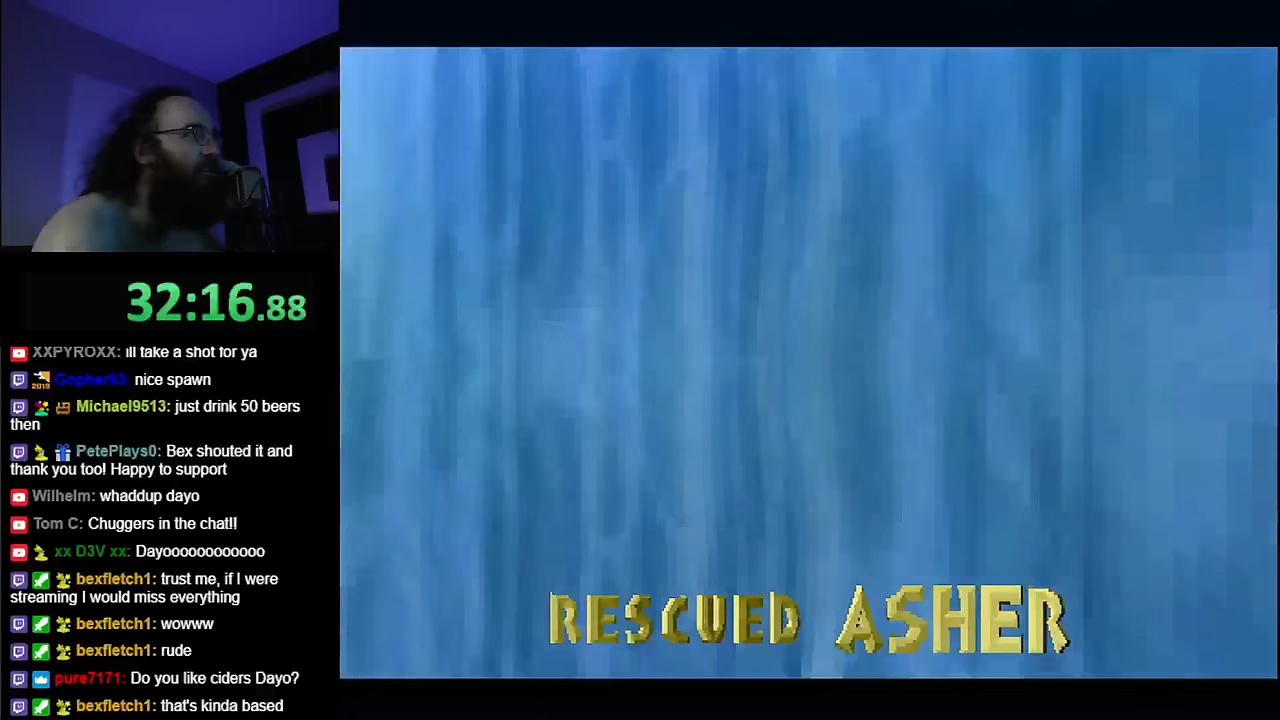 32:16.88
XXPYROXX: ill take a shot for ya
Gopher93: nice spawn
Michael9513: just drink 50 beers
then
PetePlays0: Bex shouted it and
thank you too! Happy to support
Wilhelm: whaddup dayo
Tom C: Chuggers in the chat!!
xx D3V xx: Dayoooooooooooo
bexfletch1: trust me, if I were
streaming I would miss everything
bexfletch1: wowww
bexfletch1: rude
pure7171: Do you like ciders Dayo?
bexfletch1: that's kinda based
RESCUED ASHER